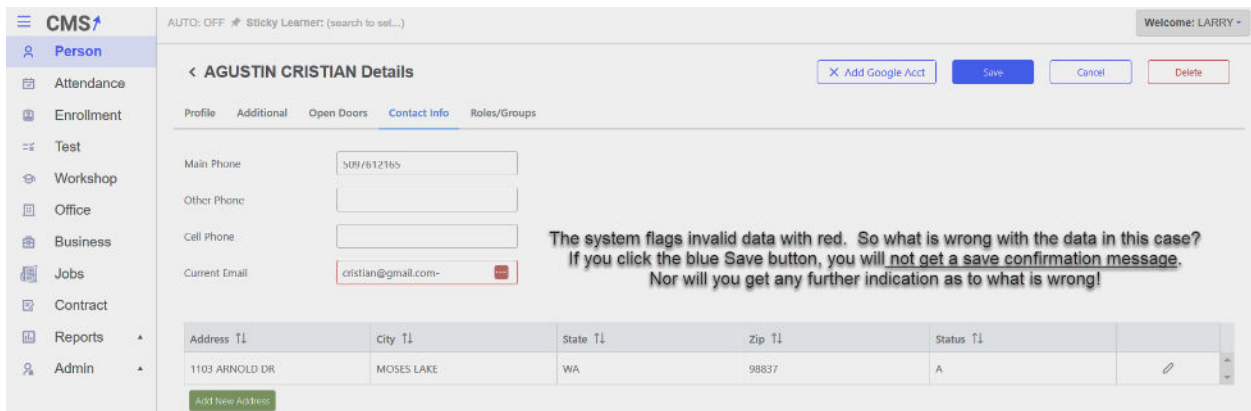 CMS
AUTO: OFF Sticky Learner: (search to set...)
Welcome: LARRY
Person
Attendance
Enrollment
Test
Workshop
Office
Business
Jobs
Contract
Reports
Admin
< AGUSTIN CRISTIAN Details
Add Google Acct
Save
Cancel
Delete
Profile Additional Open Doors Contact Info Roles/Groups
Main Phone 5097612165
Other Phone
Cell Phone
Current Email cristian@gmail.com-
The system flags invalid data with red. So what is wrong with the data in this case?
If you click the blue Save button, you will not get a save confirmation message.
Nor will you get any further indication as to what is wrong!
Address City State Zip Status
1103 ARNOLD DR MOSES LAKE WA 98837 A
Add New Address